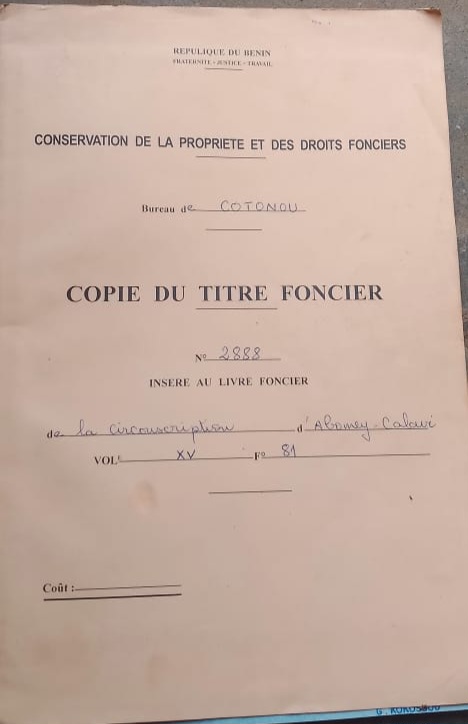 REPUBLIQUE DU BENIN
FRATERNITE - JUSTICE - TRAVAIL
CONSERVATION DE LA PROPRIETE ET DES DROITS FONCIERS
Bureau de COTONOU
COPIE DU TITRE FONCIER
N° 2888
INSERE AU LIVRE FONCIER
de la circonscription d'Abomey-Calavi
VOL. XV F° 81
Coût :